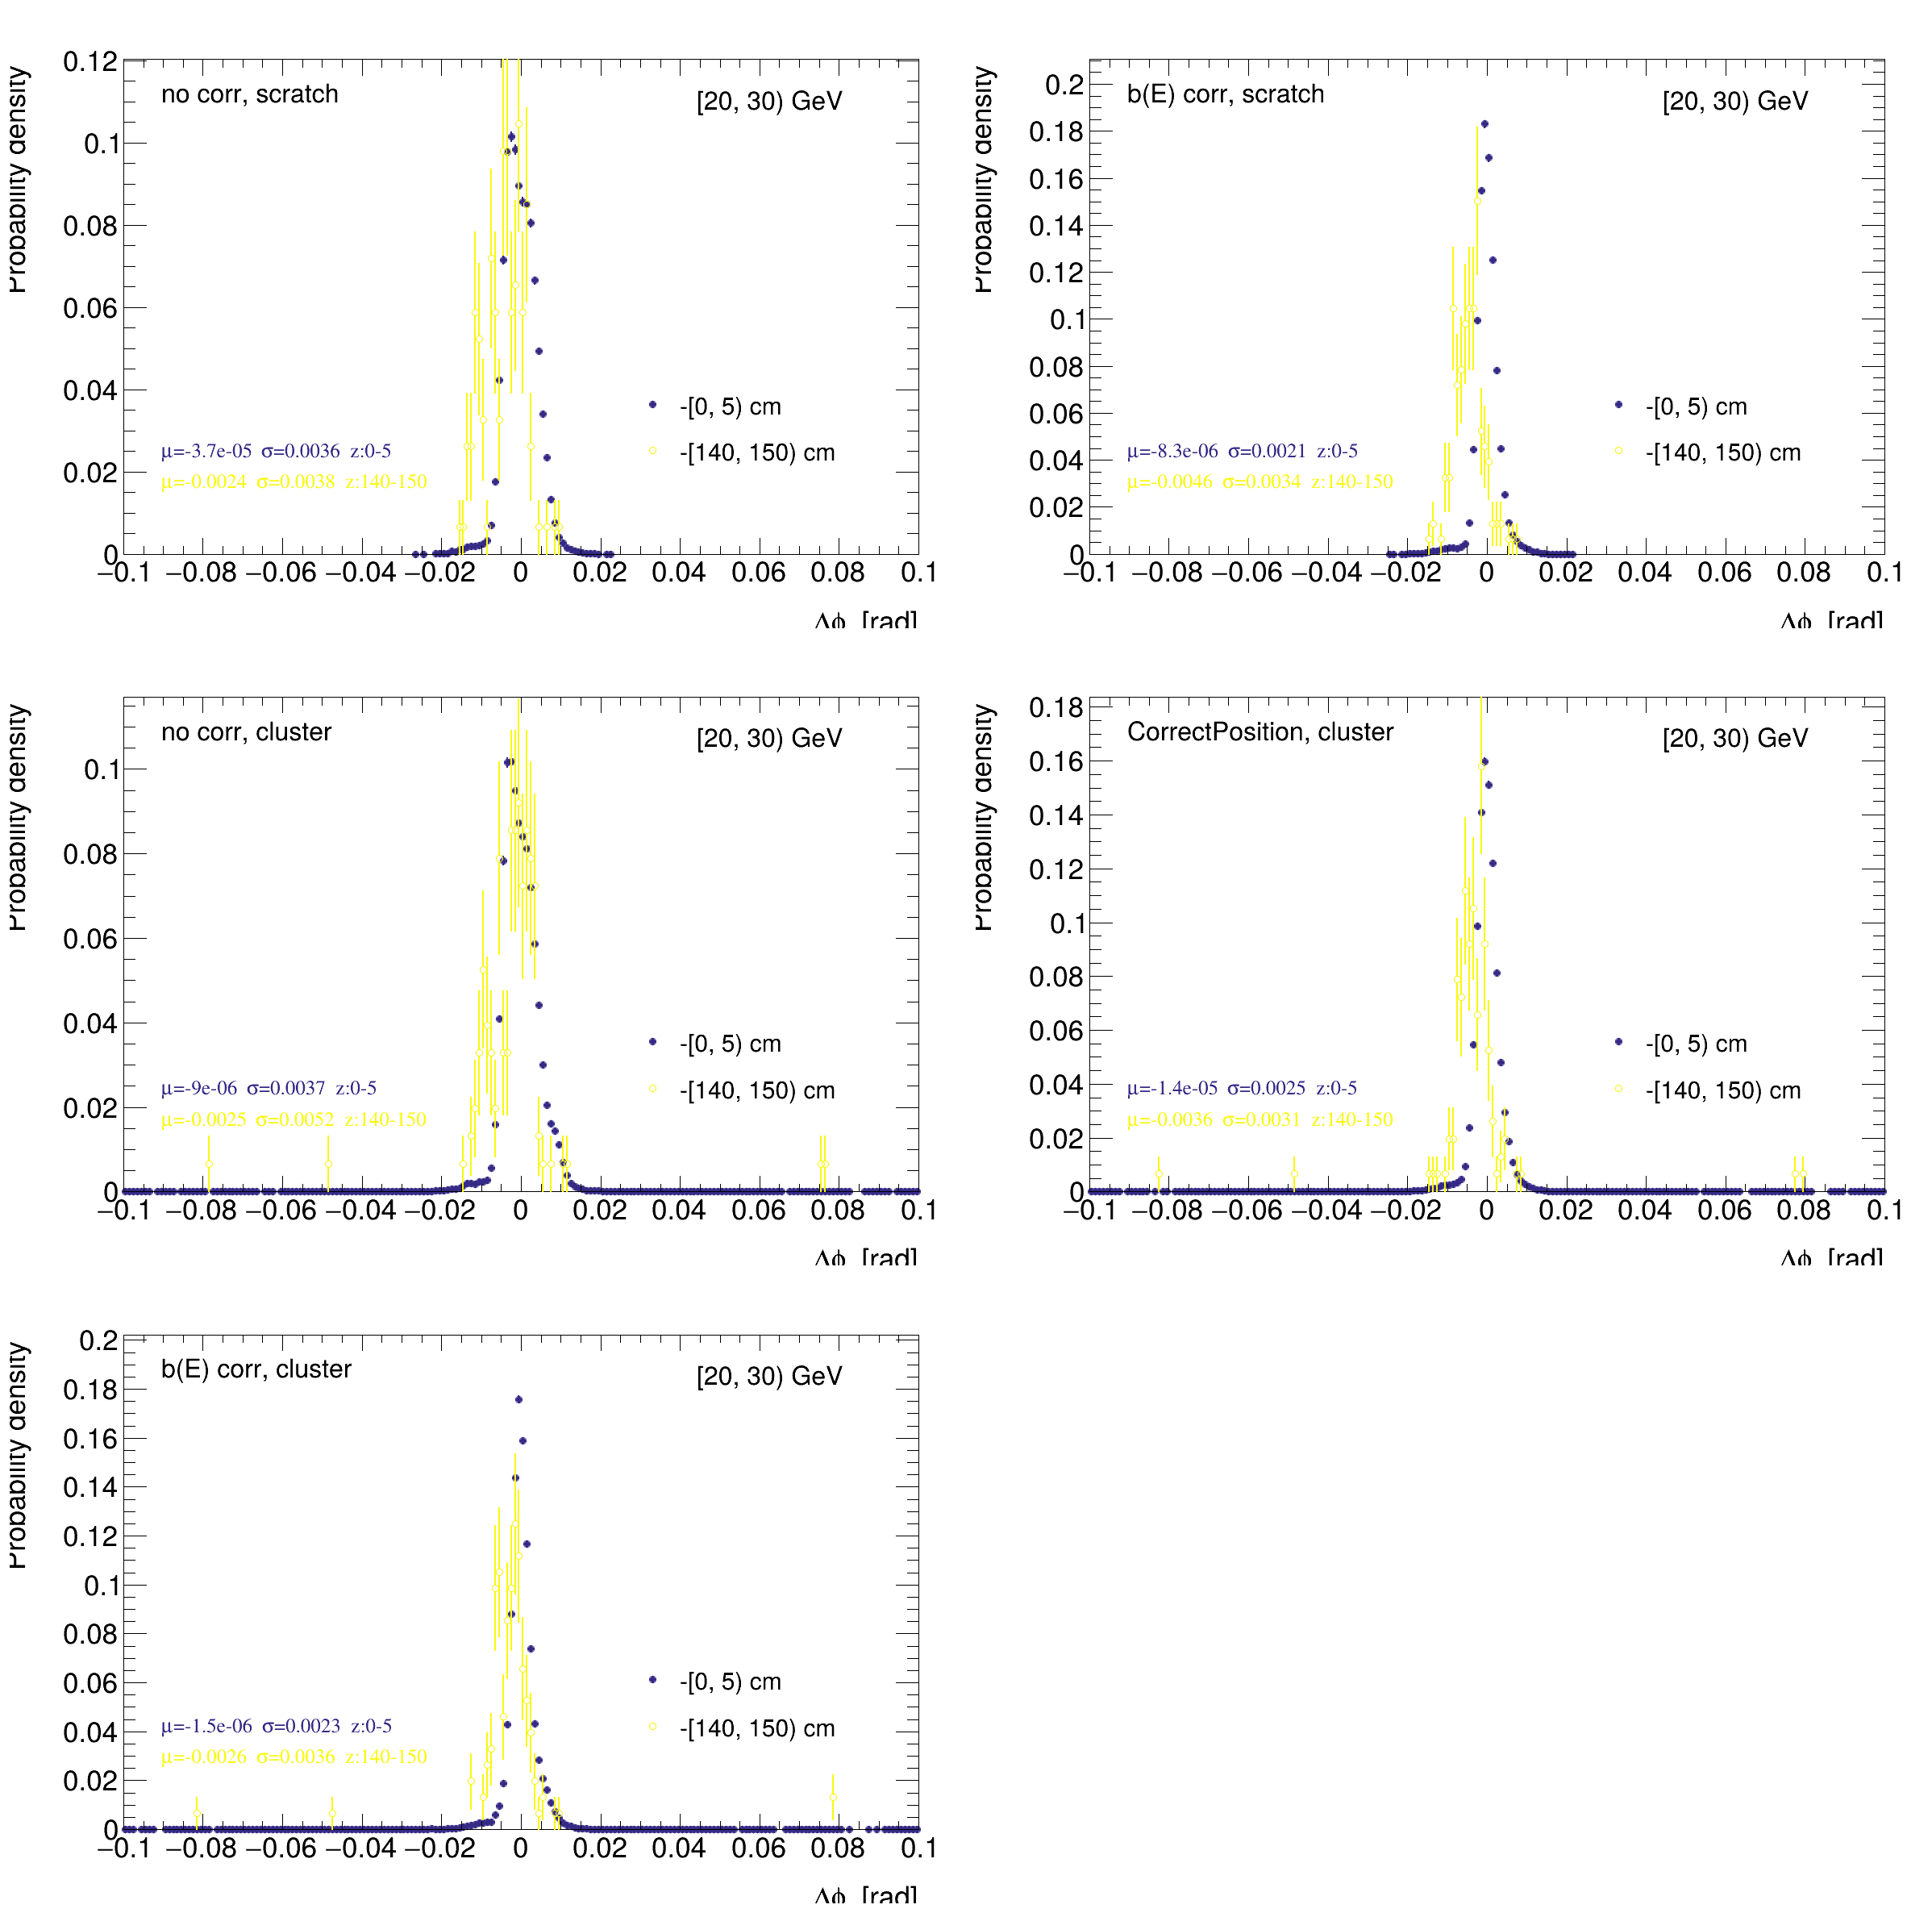 no corr, scratch
[20, 30) GeV
Probability density
0.12
0.1
0.08
0.06
0.04
0.02
0
-[0, 5) cm
-[140, 150) cm
μ=-3.7e-05 σ=0.0036 z:0-5
μ=-0.0024 σ=0.0038 z:140-150
−0.1 −0.08 −0.06 −0.04 −0.02 0 0.02 0.04 0.06 0.08 0.1
Δϕ [rad]
b(E) corr, scratch
[20, 30) GeV
Probability density
0.2
0.18
0.16
0.14
0.12
0.1
0.08
0.06
0.04
0.02
0
-[0, 5) cm
-[140, 150) cm
μ=-8.3e-06 σ=0.0021 z:0-5
μ=-0.0046 σ=0.0034 z:140-150
−0.1 −0.08 −0.06 −0.04 −0.02 0 0.02 0.04 0.06 0.08 0.1
Δϕ [rad]
no corr, cluster
[20, 30) GeV
Probability density
0.1
0.08
0.06
0.04
0.02
0
-[0, 5) cm
-[140, 150) cm
μ=-9e-06 σ=0.0037 z:0-5
μ=-0.0025 σ=0.0052 z:140-150
−0.1 −0.08 −0.06 −0.04 −0.02 0 0.02 0.04 0.06 0.08 0.1
Δϕ [rad]
CorrectPosition, cluster
[20, 30) GeV
Probability density
0.18
0.16
0.14
0.12
0.1
0.08
0.06
0.04
0.02
0
-[0, 5) cm
-[140, 150) cm
μ=-1.4e-05 σ=0.0025 z:0-5
μ=-0.0036 σ=0.0031 z:140-150
−0.1 −0.08 −0.06 −0.04 −0.02 0 0.02 0.04 0.06 0.08 0.1
Δϕ [rad]
b(E) corr, cluster
[20, 30) GeV
Probability density
0.2
0.18
0.16
0.14
0.12
0.1
0.08
0.06
0.04
0.02
0
-[0, 5) cm
-[140, 150) cm
μ=-1.5e-06 σ=0.0023 z:0-5
μ=-0.0026 σ=0.0036 z:140-150
−0.1 −0.08 −0.06 −0.04 −0.02 0 0.02 0.04 0.06 0.08 0.1
Δϕ [rad]